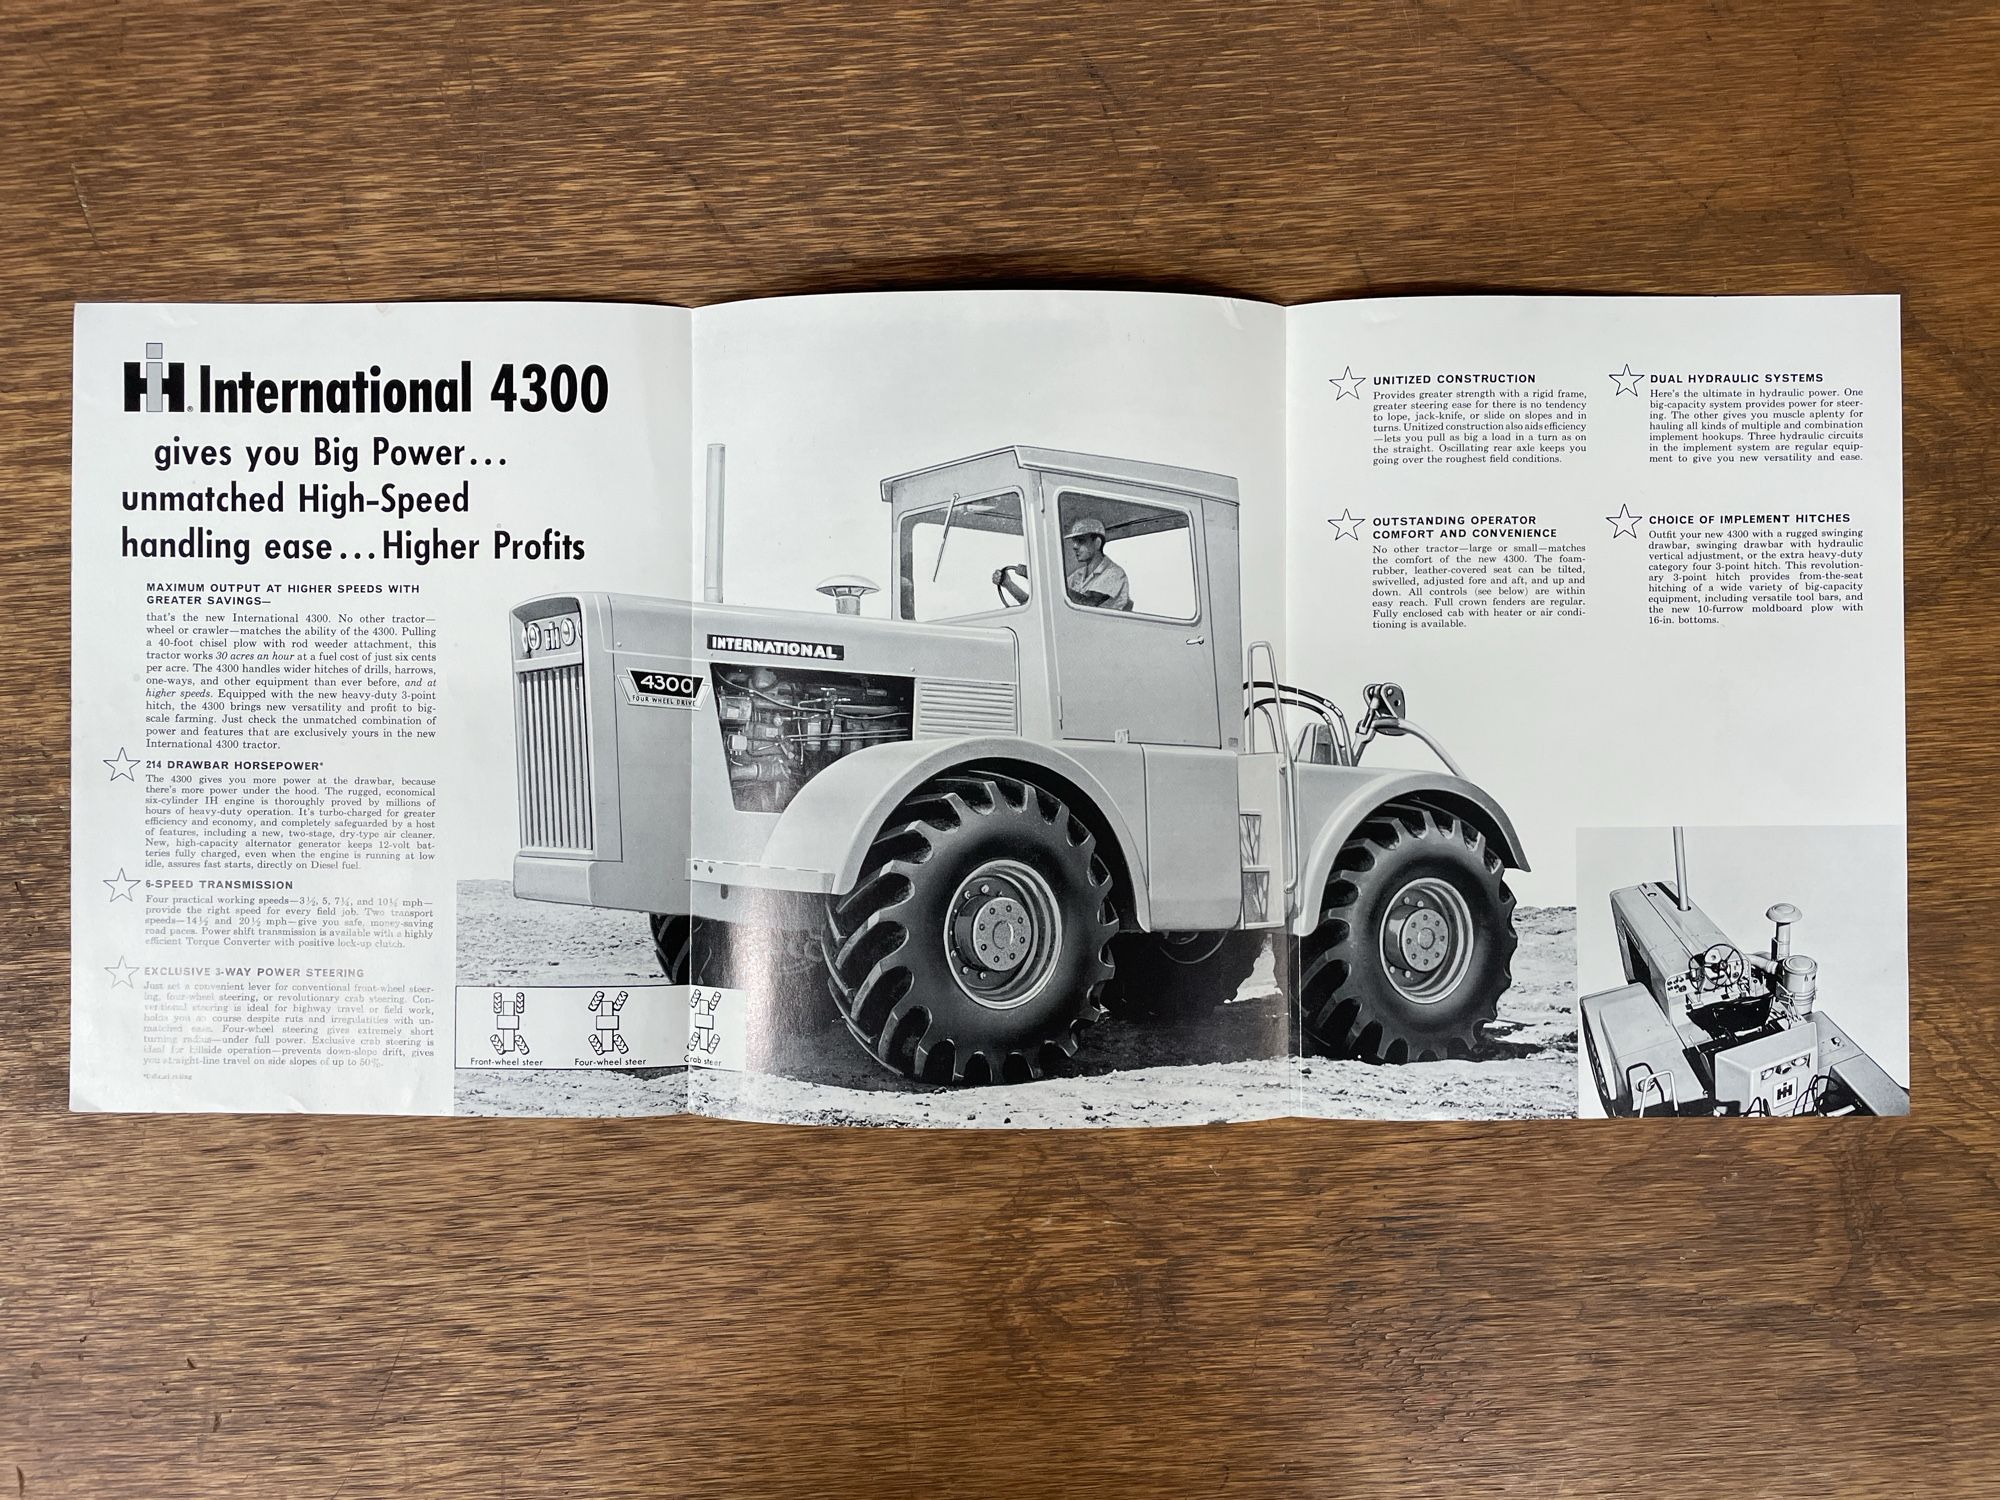 IH® International 4300
gives you Big Power...
unmatched High-Speed
handling ease...Higher Profits
MAXIMUM OUTPUT AT HIGHER SPEEDS WITH
GREATER SAVINGS—
that's the new International 4300. No other tractor—
wheel or crawler—matches the ability of the 4300. Pulling
a 40-foot chisel plow with rod weeder attachment, this
tractor works 30 acres an hour at a fuel cost of just six cents
per acre. The 4300 handles wider hitches of drills, harrows,
one-ways, and other equipment than ever before, and at
higher speeds. Equipped with the new heavy-duty 3-point
hitch, the 4300 brings new versatility and profit to big-
scale farming. Just check the unmatched combination of
power and features that are exclusively yours in the new
International 4300 tractor.
214 DRAWBAR HORSEPOWER*
The 4300 gives you more power at the drawbar, because
there's more power under the hood. The rugged, economical
six-cylinder IH engine is thoroughly proved by millions of
hours of heavy-duty operation. It's turbo-charged for greater
efficiency and economy, and completely safeguarded by a host
of features, including a new, two-stage, dry-type air cleaner.
New, high-capacity alternator generator keeps 12-volt bat-
teries fully charged, even when the engine is running at low
idle, assures fast starts, directly on Diesel fuel.
6-SPEED TRANSMISSION
Four practical working speeds—3½, 5, 7¼, and 10½ mph—
provide the right speed for every field job. Two transport
speeds—14½ and 20½ mph—give you safe, money-saving
road paces. Power shift transmission is available with a highly
efficient Torque Converter with positive lock-up clutch.
EXCLUSIVE 3-WAY POWER STEERING
Just set a convenient lever for conventional front-wheel steer-
ing, four-wheel steering, or revolutionary crab steering. Con-
ventional steering is ideal for highway travel or field work,
holds you on course despite ruts and irregularities with un-
matched ease. Four-wheel steering gives extremely short
turning radius—under full power. Exclusive crab steering is
ideal for hillside operation—prevents down-slope drift, gives
you straight-line travel on side slopes of up to 50%.
Front-wheel steer
Four-wheel steer
Crab steer
IH
INTERNATIONAL
4300
FOUR WHEEL DRIVE
UNITIZED CONSTRUCTION
Provides greater strength with a rigid frame,
greater steering ease for there is no tendency
to lope, jack-knife, or slide on slopes and in
turns. Unitized construction also aids efficiency
—lets you pull as big a load in a turn as on
the straight. Oscillating rear axle keeps you
going over the roughest field conditions.
OUTSTANDING OPERATOR
COMFORT AND CONVENIENCE
No other tractor—large or small—matches
the comfort of the new 4300. The foam-
rubber, leather-covered seat can be tilted,
swivelled, adjusted fore and aft, and up and
down. All controls (see below) are within
easy reach. Full crown fenders are regular.
Fully enclosed cab with heater or air condi-
tioning is available.
DUAL HYDRAULIC SYSTEMS
Here's the ultimate in hydraulic power. One
big-capacity system provides power for steer-
ing. The other gives you muscle aplenty for
hauling all kinds of multiple and combination
implement hookups. Three hydraulic circuits
in the implement system are regular equip-
ment to give you new versatility and ease.
CHOICE OF IMPLEMENT HITCHES
Outfit your new 4300 with a rugged swinging
drawbar, swinging drawbar with hydraulic
vertical adjustment, or the extra heavy-duty
category four 3-point hitch. This revolution-
ary 3-point hitch provides from-the-seat
hitching of a wide variety of big-capacity
equipment, including versatile tool bars, and
the new 10-furrow moldboard plow with
16-in. bottoms.
IH